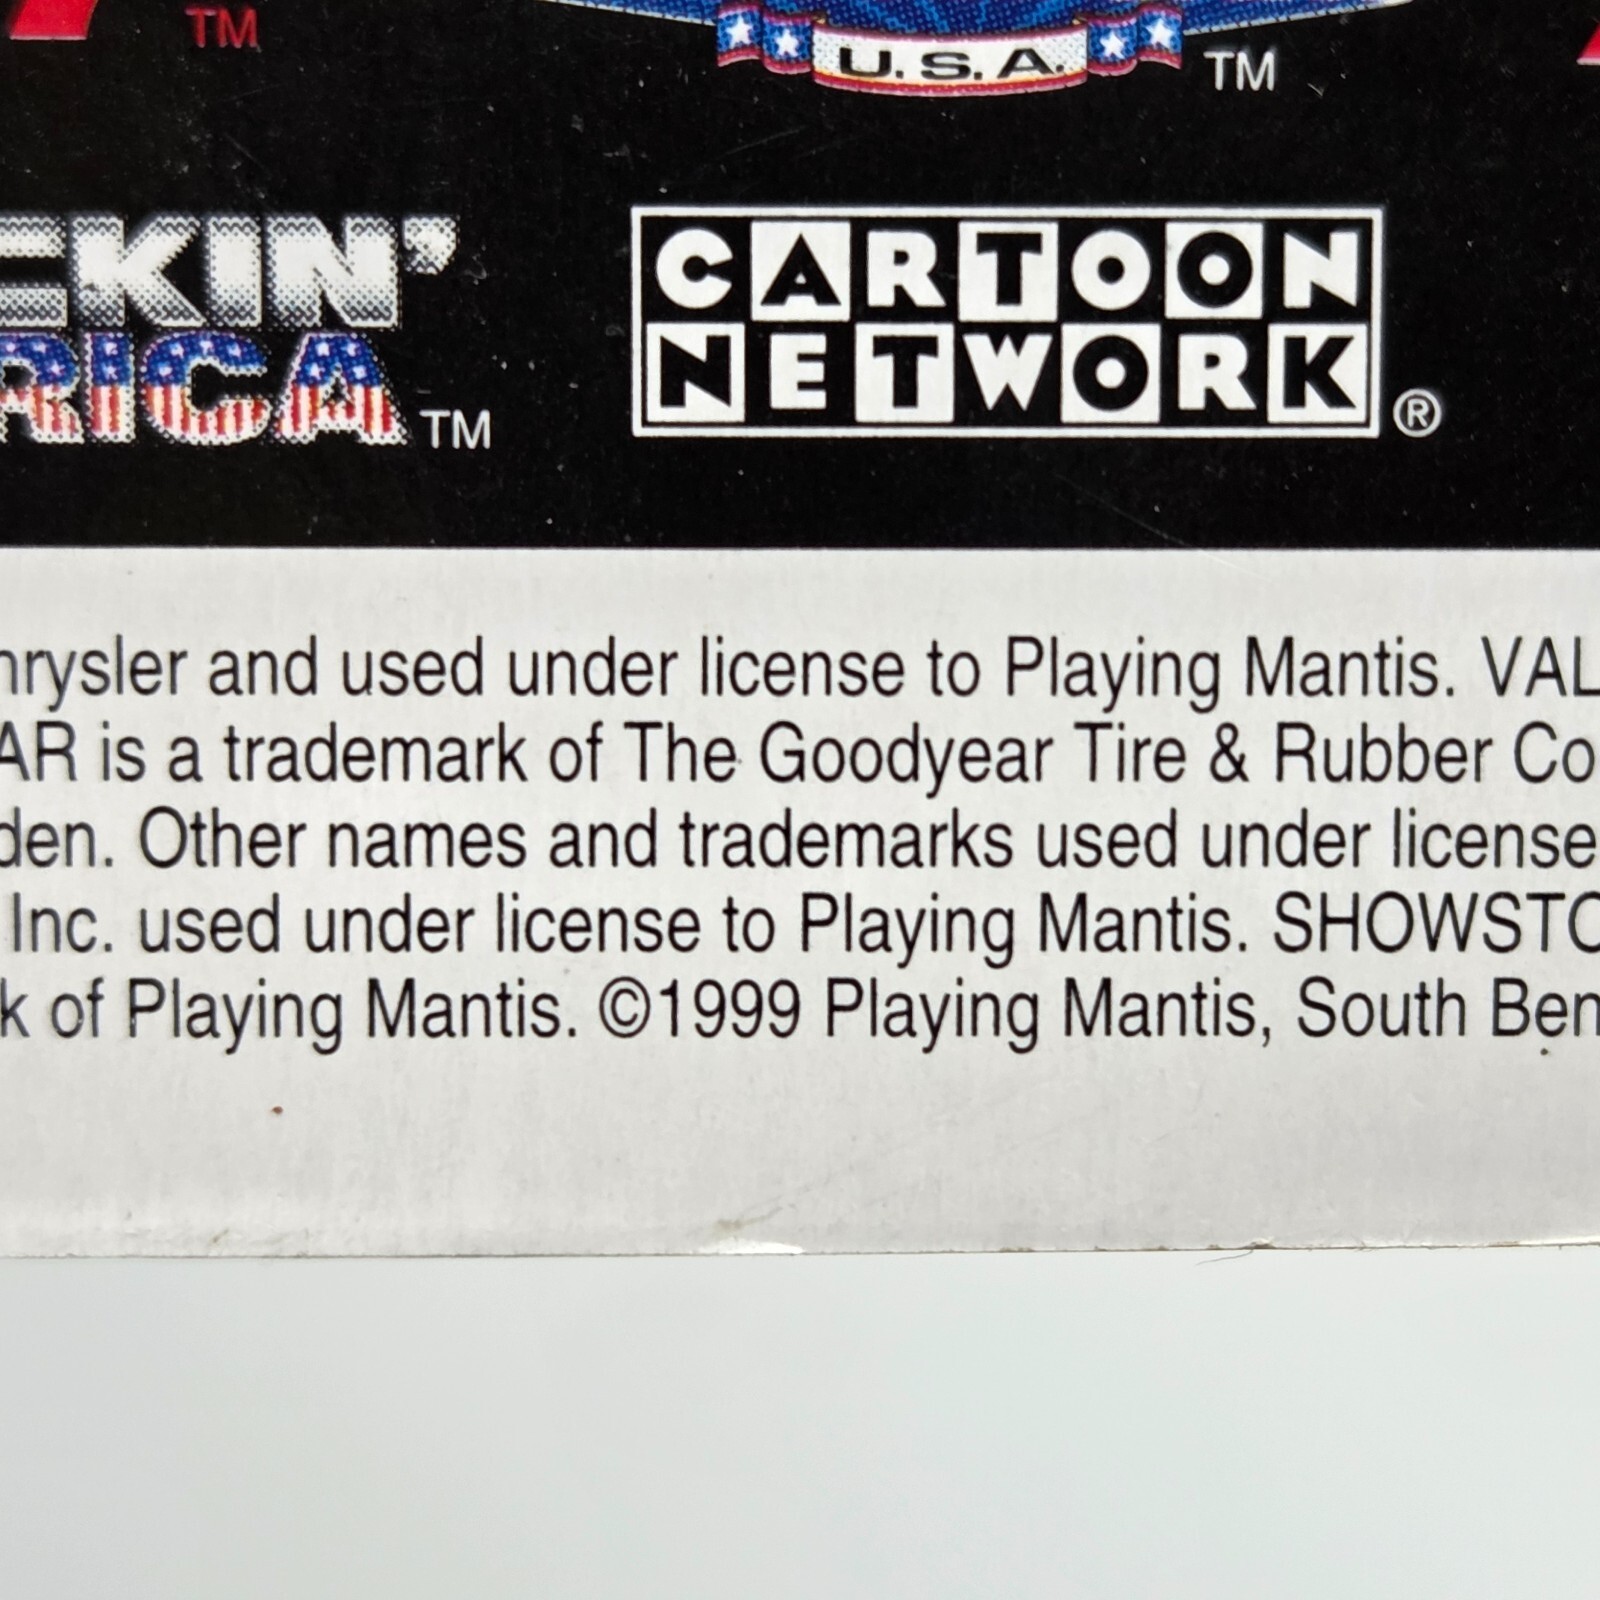 TM
U.S.A.
TM
CKIN'
RICA TM
CARTOON
NETWORK ®
hrysler and used under license to Playing Mantis. VAL
AR is a trademark of The Goodyear Tire & Rubber Co
den. Other names and trademarks used under license
Inc. used under license to Playing Mantis. SHOWSTO
k of Playing Mantis. ©1999 Playing Mantis, South Ben